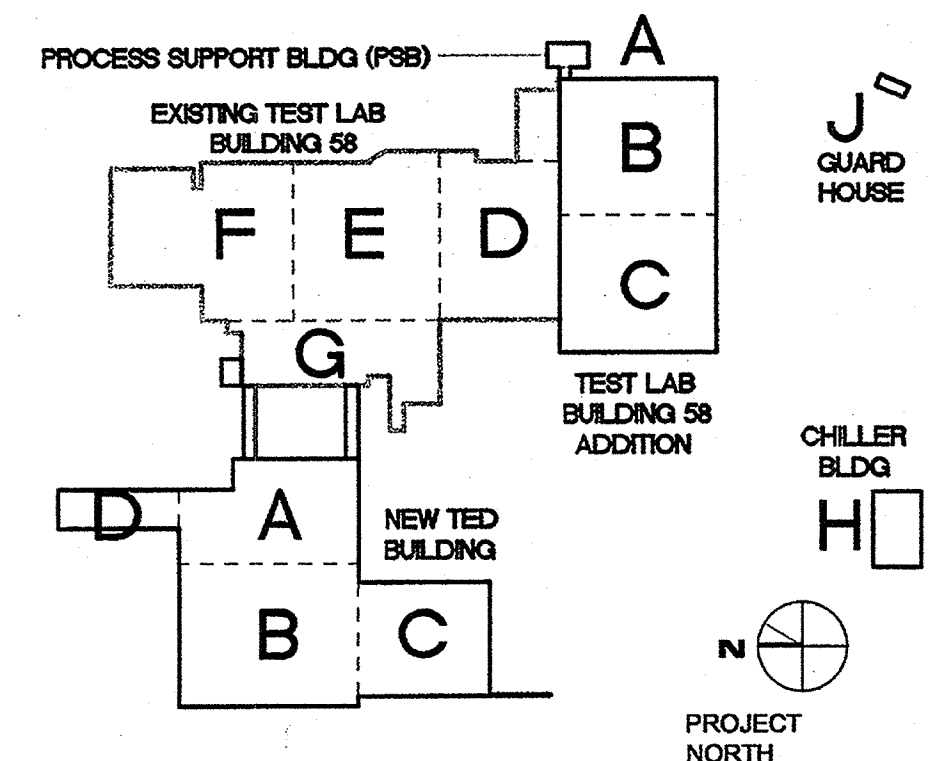 PROCESS SUPPORT BLDG (PSB)
A
EXISTING TEST LAB
BUILDING 58
B
J
GUARD
HOUSE
F
E
D
C
G
TEST LAB
BUILDING 58
ADDITION
CHILLER
BLDG
H
D
A
NEW TED
BUILDING
B
C
N
PROJECT
NORTH